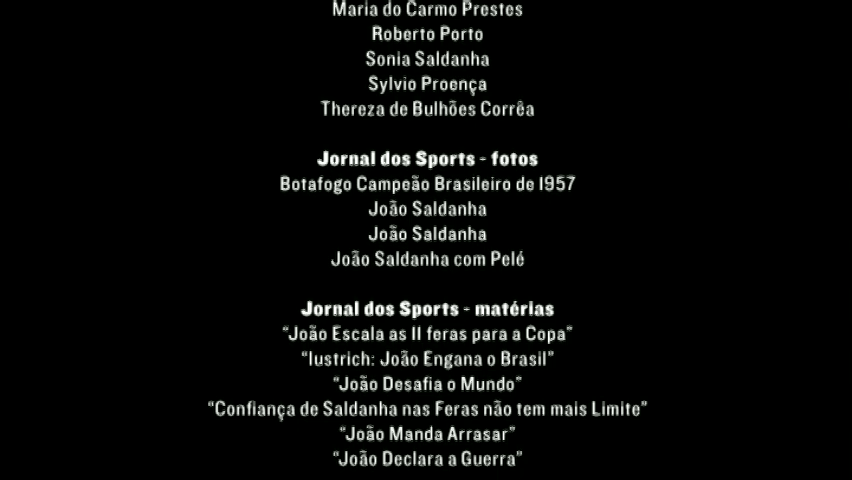 Maria do Carmo Prestes
Roberto Porto
Sonia Saldanha
Sylvio Proença
Thereza de Bulhões Corrêa
Jornal dos Sports - fotos
Botafogo Campeão Brasileiro de 1957
João Saldanha
João Saldanha
João Saldanha com Pelé
Jornal dos Sports - matérias
“João Escala as 11 feras para a Copa”
“Iustrich: João Engana o Brasil”
“João Desafia o Mundo”
“Confiança de Saldanha nas Feras não tem mais Limite”
“João Manda Arrasar”
“João Declara a Guerra”